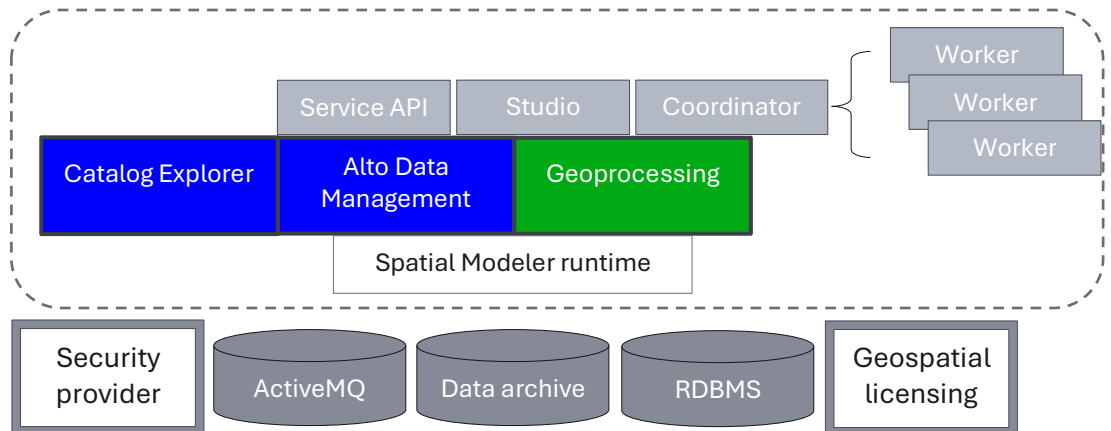 Worker
Worker
Worker
Service API
Studio
Coordinator
Catalog Explorer
Alto Data
Management
Geoprocessing
Spatial Modeler runtime
Security
provider
ActiveMQ
Data archive
RDBMS
Geospatial
licensing